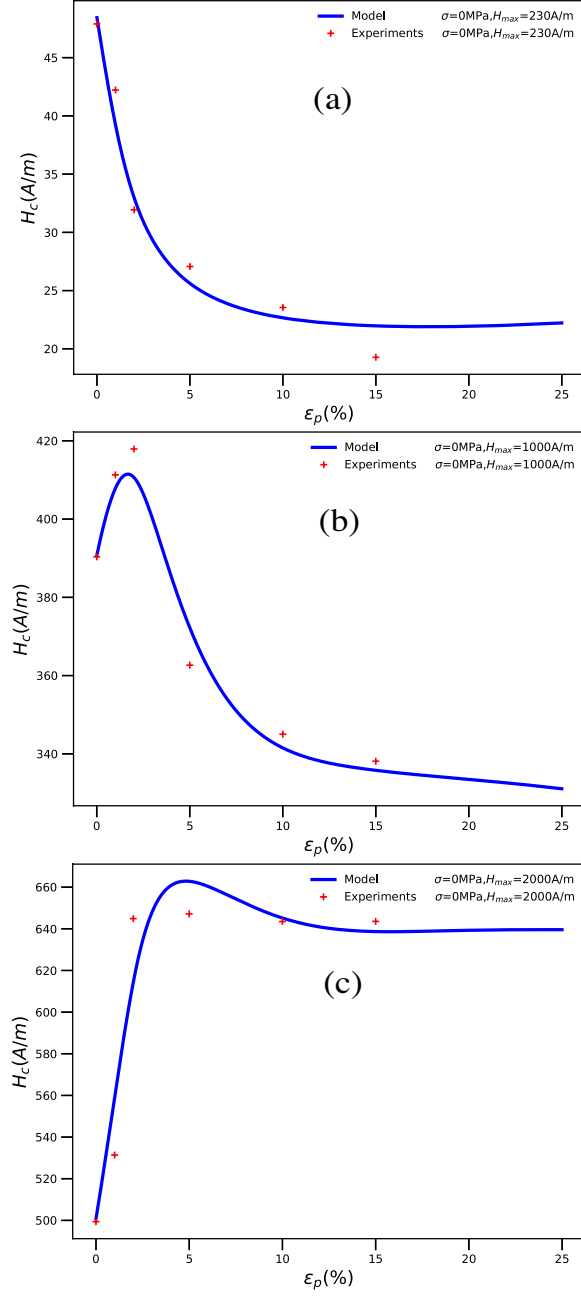 Model σ=0MPa,Hmax=230A/m
Experiments σ=0MPa,Hmax=230A/m
(a)
Hc(A/m)
45
40
35
30
25
20
0 5 10 15 20 25
εp(%)
Model σ=0MPa,Hmax=1000A/m
Experiments σ=0MPa,Hmax=1000A/m
(b)
Hc(A/m)
420
400
380
360
340
0 5 10 15 20 25
εp(%)
Model σ=0MPa,Hmax=2000A/m
Experiments σ=0MPa,Hmax=2000A/m
(c)
Hc(A/m)
660
640
620
600
580
560
540
520
500
0 5 10 15 20 25
εp(%)